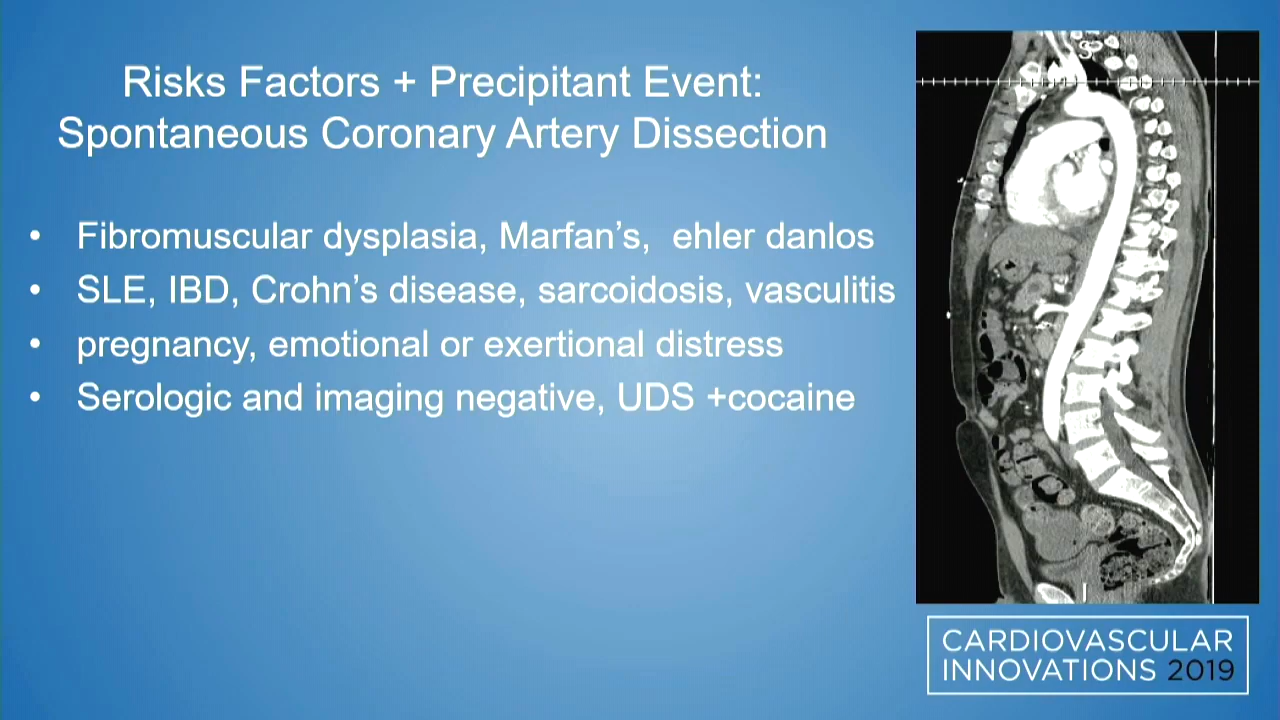 Risks Factors + Precipitant Event:
Spontaneous Coronary Artery Dissection
• Fibromuscular dysplasia, Marfan’s, ehler danlos
• SLE, IBD, Crohn’s disease, sarcoidosis, vasculitis
• pregnancy, emotional or exertional distress
• Serologic and imaging negative, UDS +cocaine
CARDIOVASCULAR
INNOVATIONS 2019